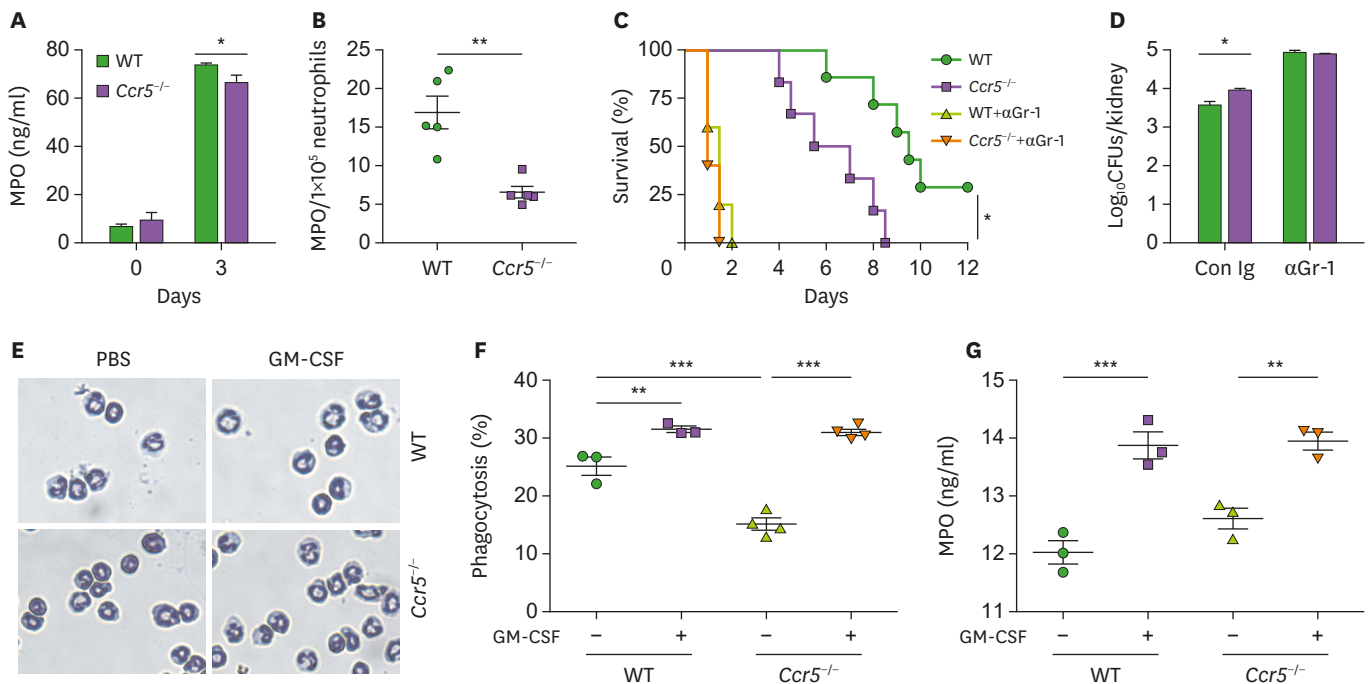 A
MPO (ng/ml)
80
60
40
20
0
WT
Ccr5⁻/⁻
*
0 3
Days
B
MPO/1×10⁵ neutrophils
25
20
15
10
5
0
**
WT Ccr5⁻/⁻
C
Survival (%)
100
75
50
25
0 2 4 6 8 10 12
Days
WT
Ccr5⁻/⁻
WT+αGr-1
Ccr5⁻/⁻+αGr-1
*
D
Log₁₀CFUs/kidney
5
4
3
2
1
0
*
Con Ig αGr-1
E
PBS GM-CSF
WT
Ccr5⁻/⁻
F
Phagocytosis (%)
40
30
20
10
0
*** ***
**
GM-CSF − + − +
WT Ccr5⁻/⁻
G
MPO (ng/ml)
15
14
13
12
11
*** **
GM-CSF − + − +
WT Ccr5⁻/⁻